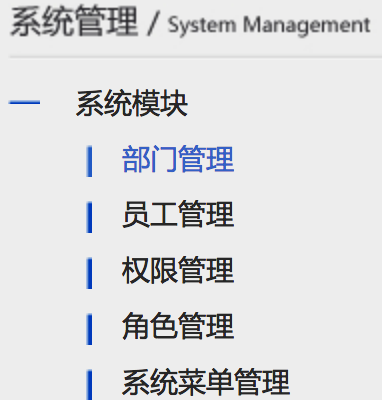 系统管理 / System Management
系统模块
部门管理
员工管理
权限管理
角色管理
系统菜单管理